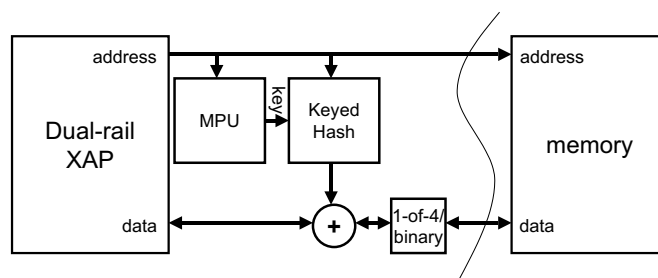 address
address
Dual-rail
XAP
MPU
key
Keyed
Hash
memory
data
+
1-of-4/
binary
data